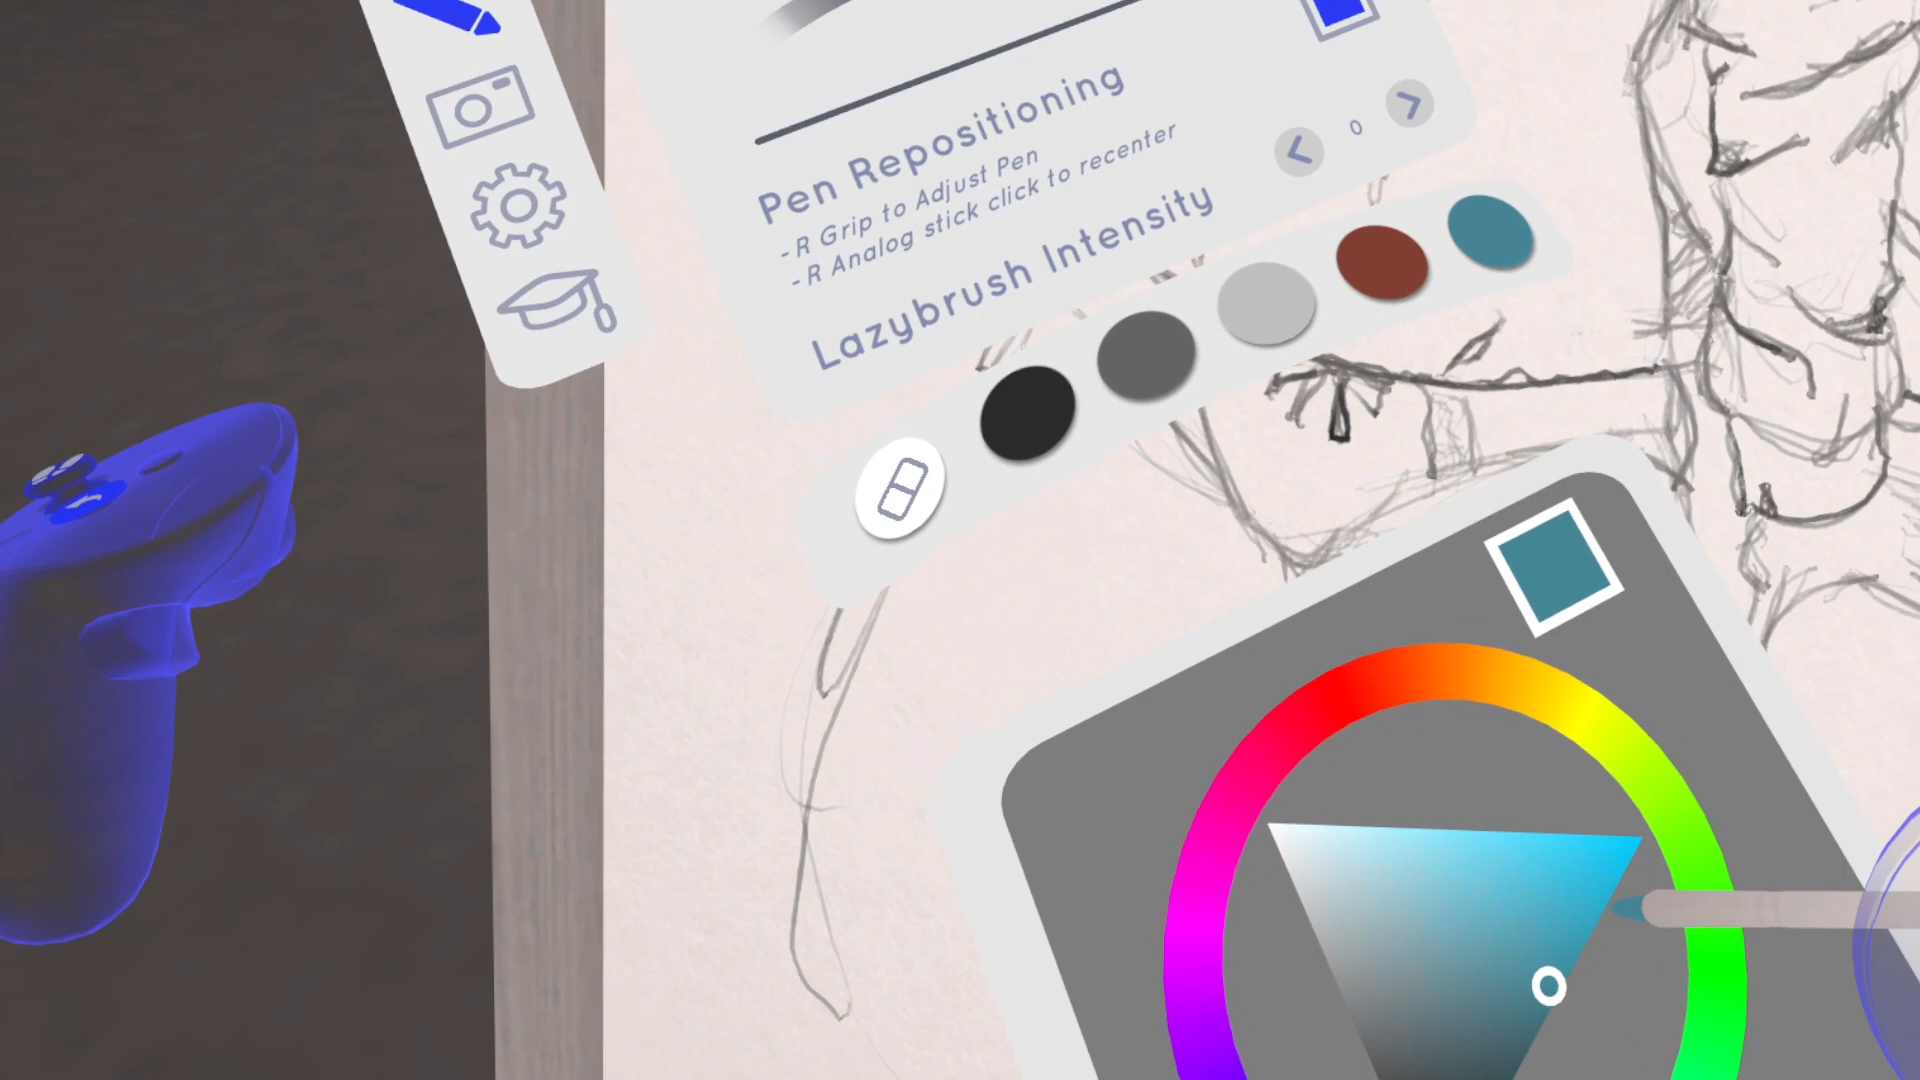 Pen Repositioning
- R Grip to Adjust Pen
- R Analog stick click to recenter
Lazybrush Intensity
0